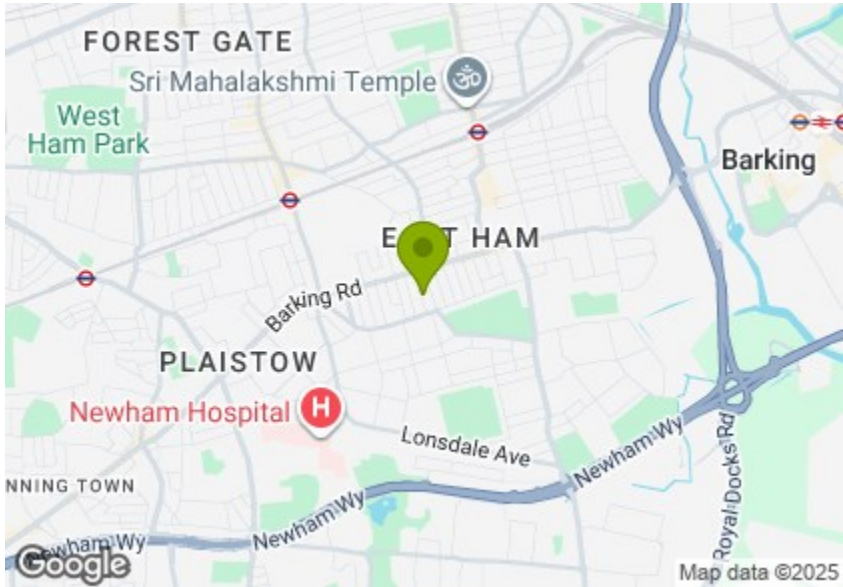 FOREST GATE
Sri Mahalakshmi Temple
West
Ham Park
Barking
EAST HAM
Barking Rd
PLAISTOW
Newham Hospital
H
Lonsdale Ave
Newham Wy
NNING TOWN
Newham Wy
Newham Wy
Royal Docks Rd
Google
Map data ©2025